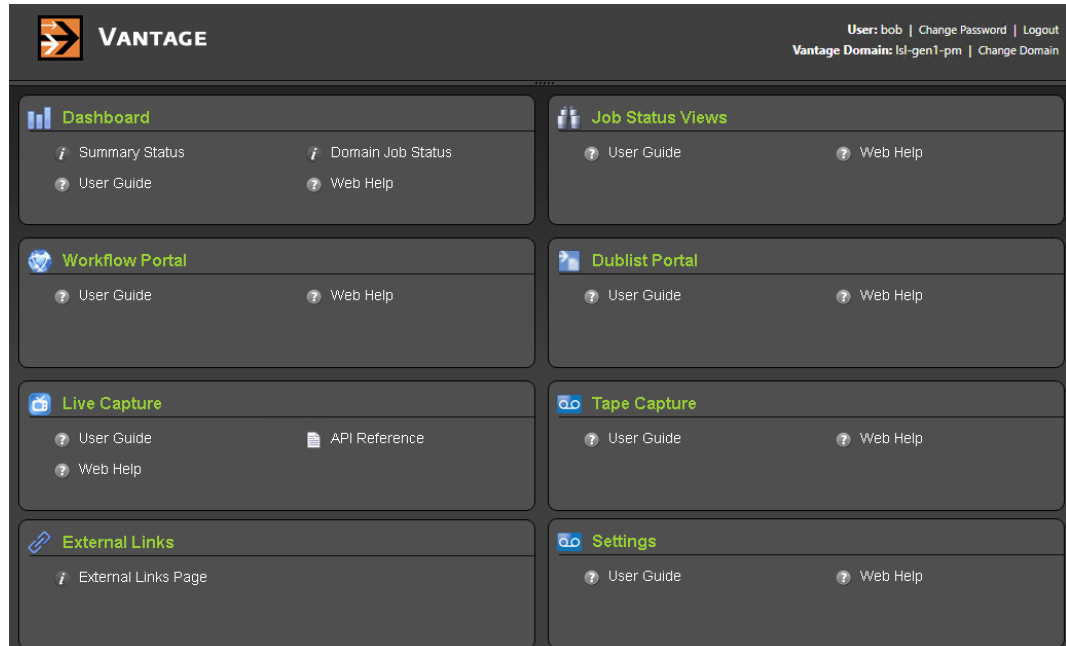 VANTAGE
User: bob | Change Password | Logout
Vantage Domain: lsl-gen1-pm | Change Domain
Dashboard
Summary Status
Domain Job Status
User Guide
Web Help
Job Status Views
User Guide
Web Help
Workflow Portal
User Guide
Web Help
Dublist Portal
User Guide
Web Help
Live Capture
User Guide
API Reference
Web Help
Tape Capture
User Guide
Web Help
External Links
External Links Page
Settings
User Guide
Web Help